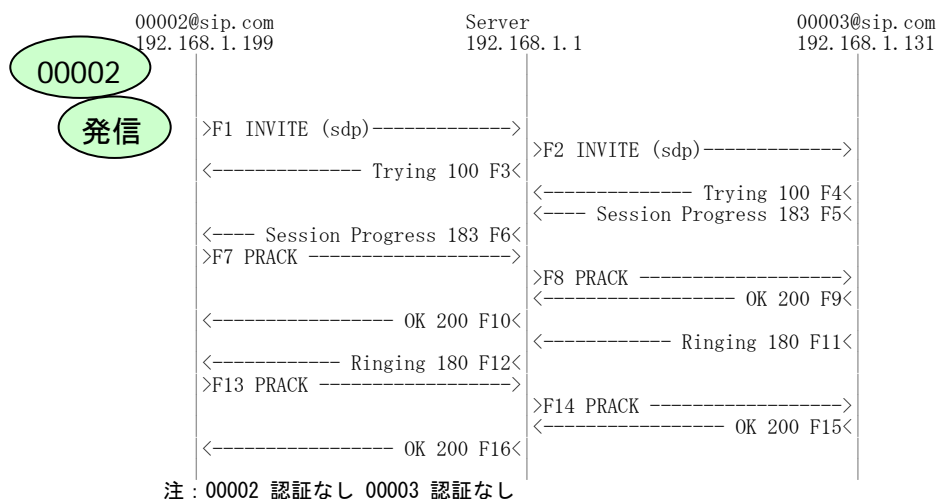 00002@sip.com Server 00003@sip.com
192.168.1.199 192.168.1.1 192.168.1.131
00002
発信
>F1 INVITE (sdp)------------->
>F2 INVITE (sdp)------------->
<-------------- Trying 100 F3<
<-------------- Trying 100 F4<
<---- Session Progress 183 F5<
<---- Session Progress 183 F6<
>F7 PRACK ------------------->
>F8 PRACK ------------------->
<------------------ OK 200 F9<
<----------------- OK 200 F10<
<------------ Ringing 180 F11<
<------------ Ringing 180 F12<
>F13 PRACK ------------------>
>F14 PRACK ------------------>
<----------------- OK 200 F15<
<----------------- OK 200 F16<
注：00002 認証なし 00003 認証なし